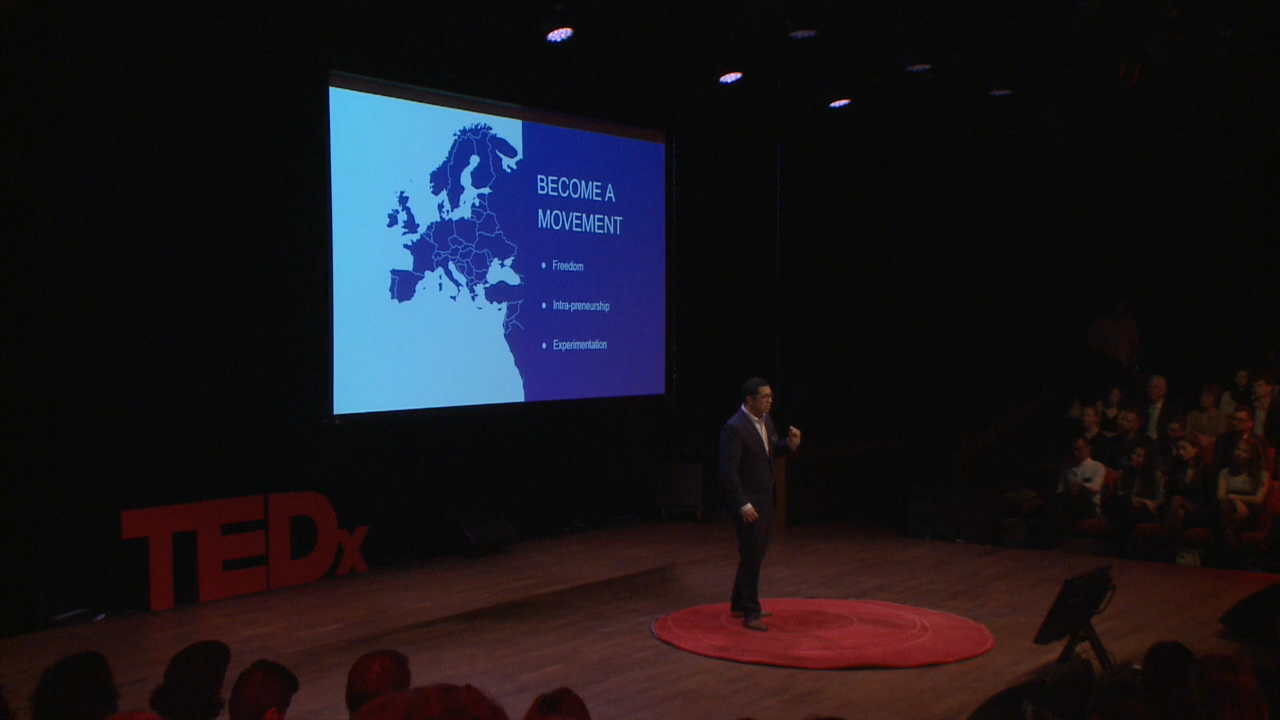 BECOME A
MOVEMENT
• Freedom
• Intra-preneurship
• Experimentation
TEDx